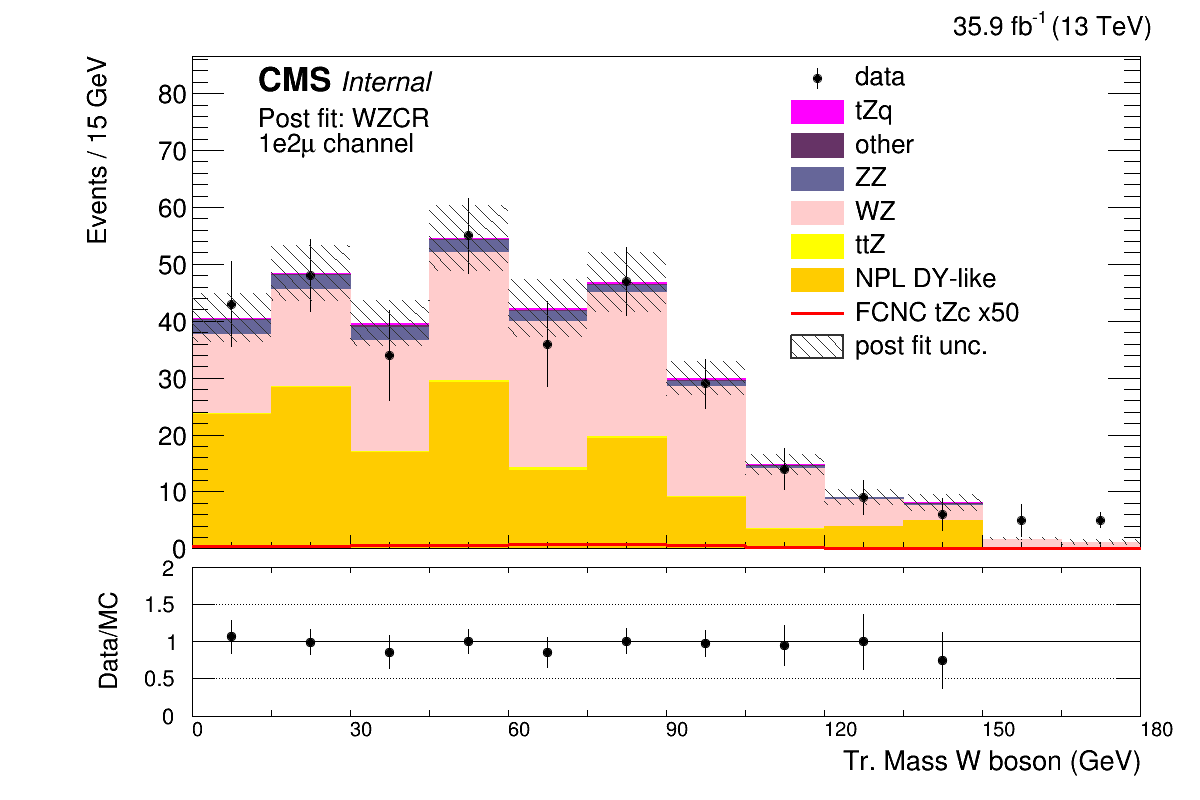 35.9 fb-1 (13 TeV)
CMS Internal
Post fit: WZCR
1e2μ channel
data
tZq
other
ZZ
WZ
ttZ
NPL DY-like
FCNC tZc x50
post fit unc.
Events / 15 GeV
80
70
60
50
40
30
20
10
0
Data/MC
2
1.5
1
0.5
0
0 30 60 90 120 150 180
Tr. Mass W boson (GeV)